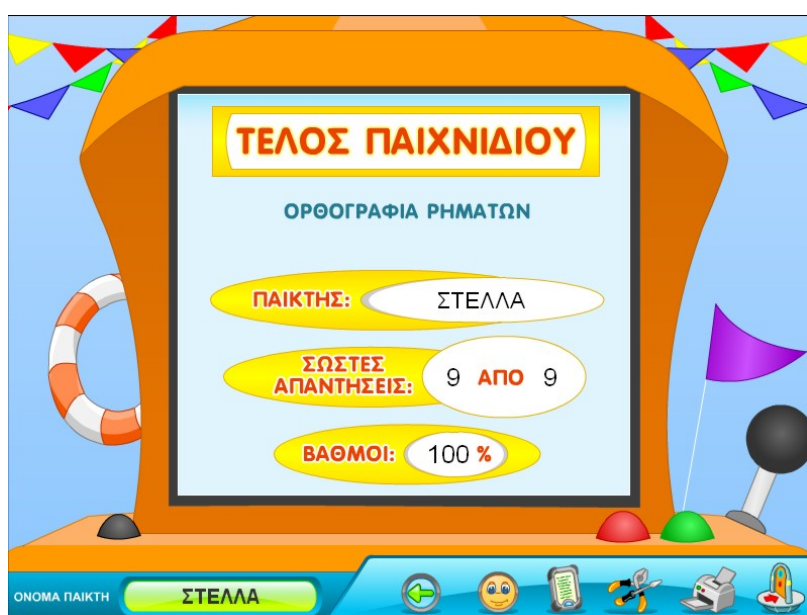 ΤΕΛΟΣ ΠΑΙΧΝΙΔΙΟΥ
ΟΡΘΟΓΡΑΦΙΑ ΡΗΜΑΤΩΝ
ΠΑΙΚΤΗΣ: ΣΤΕΛΛΑ
ΣΩΣΤΕΣ
ΑΠΑΝΤΗΣΕΙΣ: 9 ΑΠΟ 9
ΒΑΘΜΟΙ: 100 %
ΟΝΟΜΑ ΠΑΙΚΤΗ ΣΤΕΛΛΑ